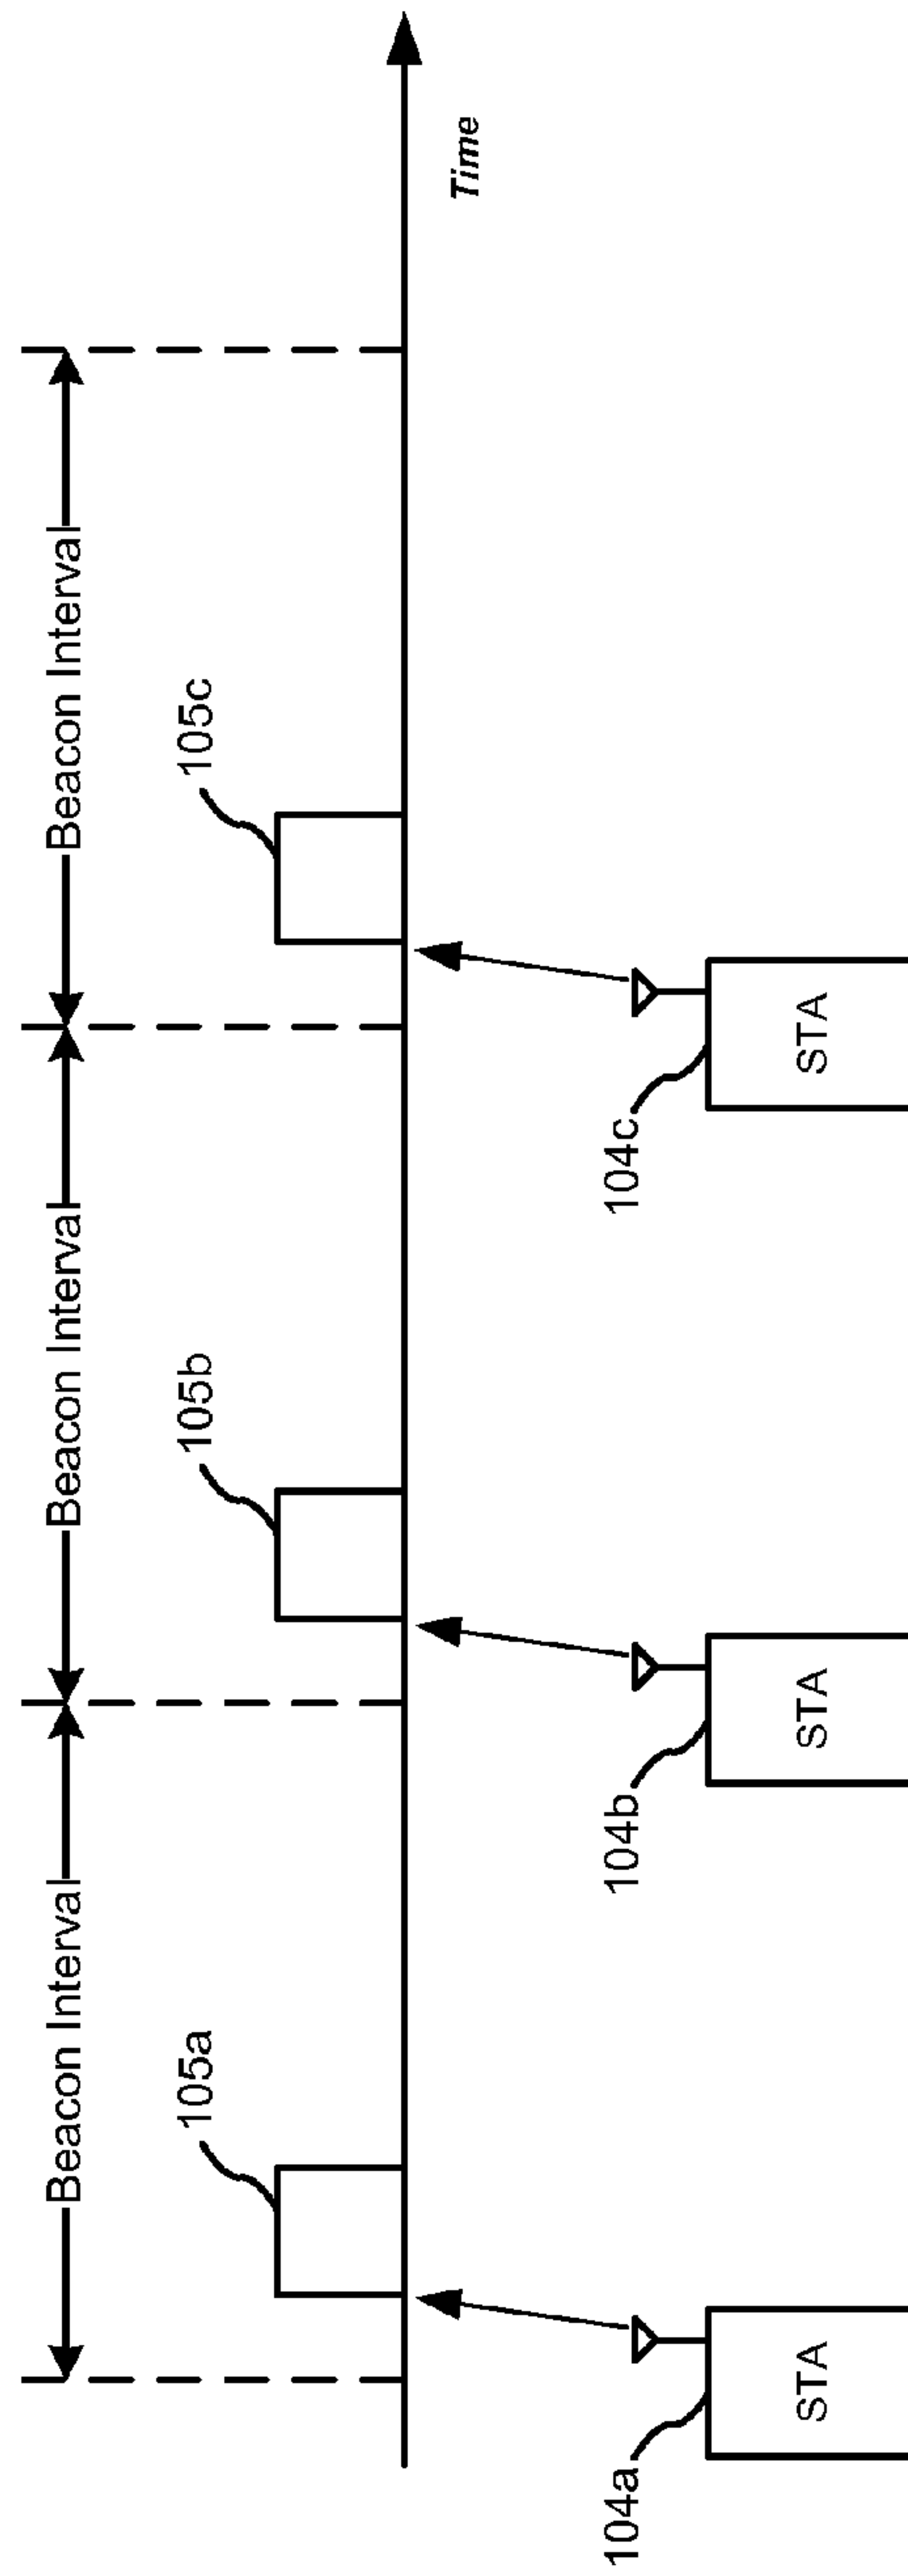 Beacon Interval
Beacon Interval
Beacon Interval
105a
105b
105c
Time
104a
STA
104b
STA
104c
STA